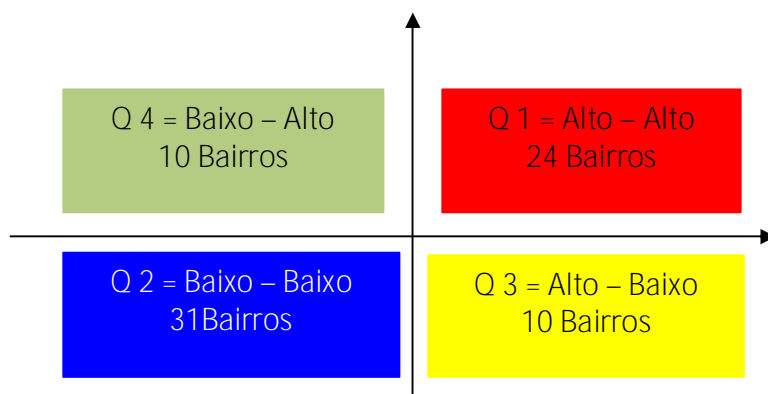 Q 4 = Baixo – Alto
10 Bairros
Q 1 = Alto – Alto
24 Bairros
Q 2 = Baixo – Baixo
31Bairros
Q 3 = Alto – Baixo
10 Bairros